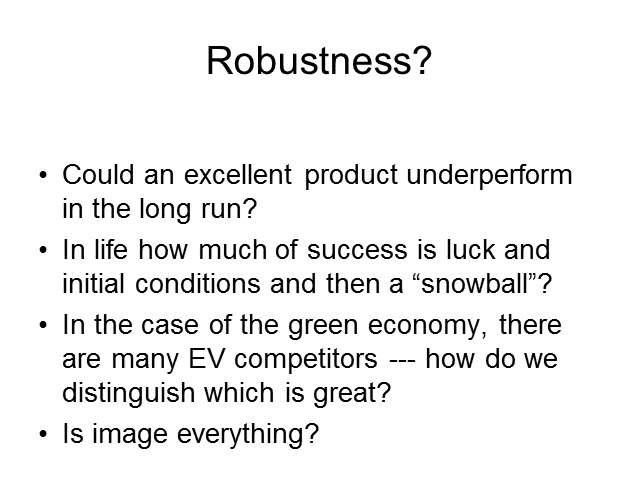 Robustness?
• Could an excellent product underperform
in the long run?
• In life how much of success is luck and
initial conditions and then a “snowball”?
• In the case of the green economy, there
are many EV competitors --- how do we
distinguish which is great?
• Is image everything?